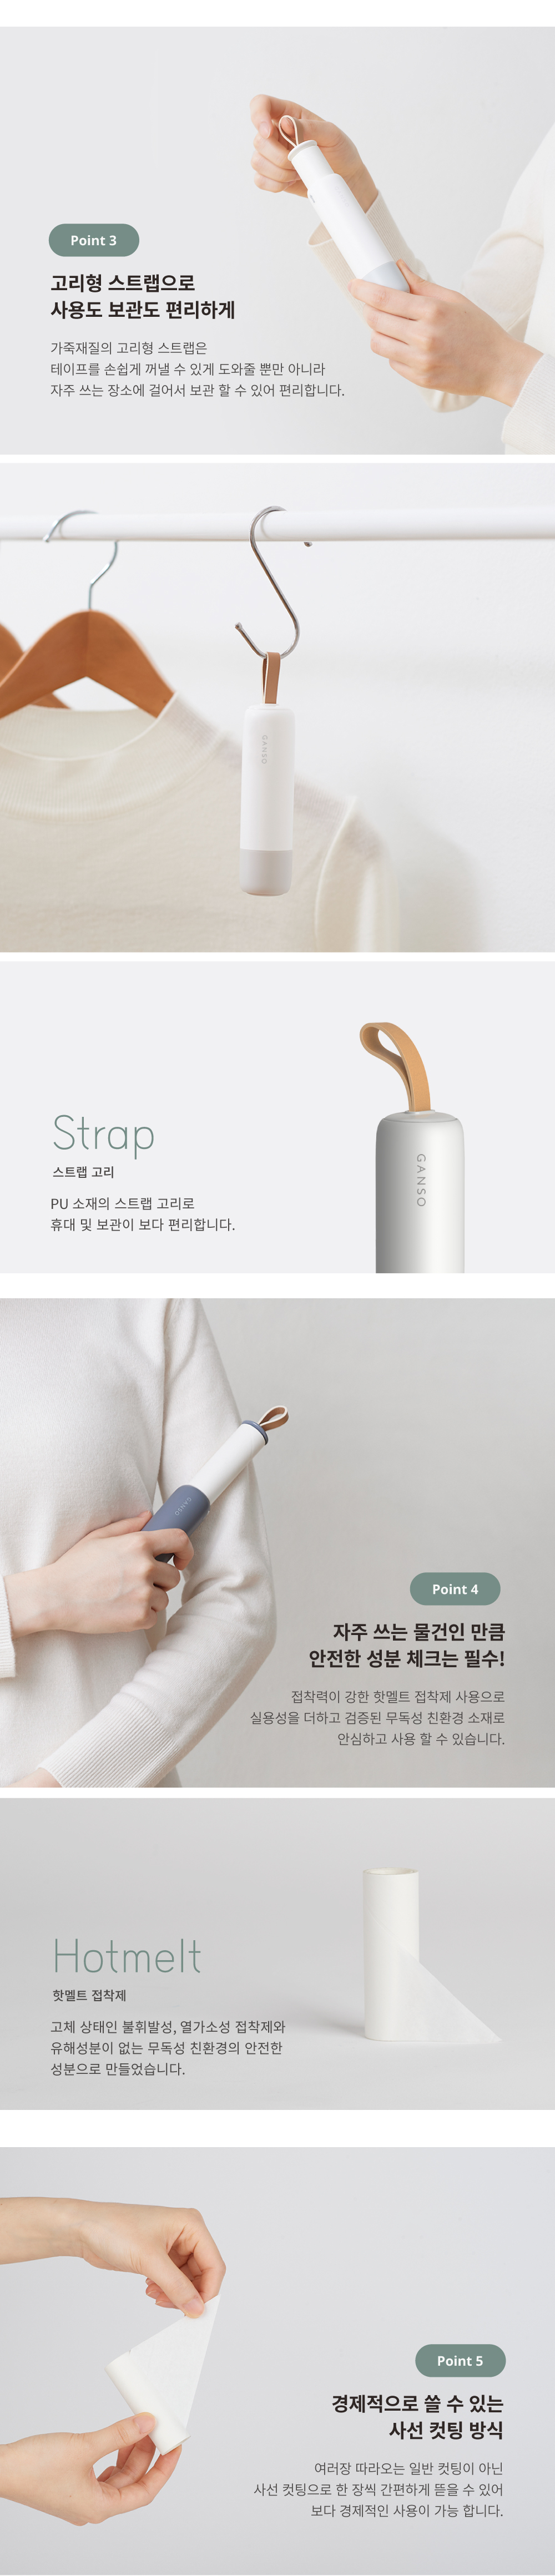 Point 3
고리형 스트랩으로
사용도 보관도 편리하게
가죽재질의 고리형 스트랩은
테이프를 손쉽게 꺼낼 수 있게 도와줄 뿐만 아니라
자주 쓰는 장소에 걸어서 보관 할 수 있어 편리합니다.
GANSO
Strap
스트랩 고리
PU 소재의 스트랩 고리로
휴대 및 보관이 보다 편리합니다.
GANSO
GANSO
Point 4
자주 쓰는 물건인 만큼
안전한 성분 체크는 필수!
접착력이 강한 핫멜트 접착제 사용으로
실용성을 더하고 검증된 무독성 친환경 소재로
안심하고 사용 할 수 있습니다.
Hotmelt
핫멜트 접착제
고체 상태인 불휘발성, 열가소성 접착제와
유해성분이 없는 무독성 친환경의 안전한
성분으로 만들었습니다.
Point 5
경제적으로 쓸 수 있는
사선 컷팅 방식
여러장 따라오는 일반 컷팅이 아닌
사선 컷팅으로 한 장씩 간편하게 뜯을 수 있어
보다 경제적인 사용이 가능 합니다.